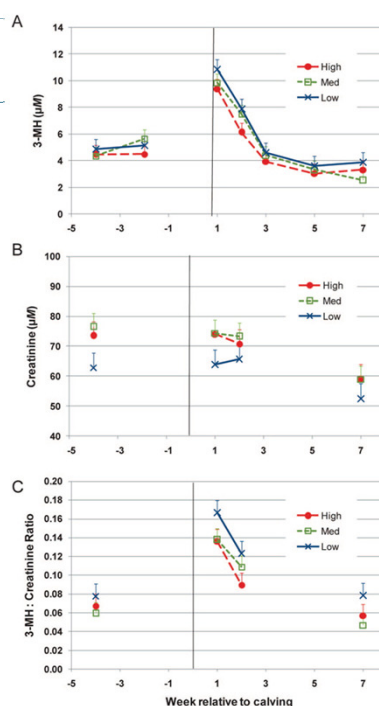 A
14
12
10
8
6
4
2
0
3-MH (µM)
High
Med
Low
-5 -3 -1 1 3 5 7
B
100
90
80
70
60
50
40
Creatinine (µM)
High
Med
Low
-5 -3 -1 1 3 5 7
C
0.20
0.18
0.16
0.14
0.12
0.10
0.08
0.06
0.04
0.02
0.00
3-MH : Creatinine Ratio
High
Med
Low
-5 -3 -1 1 3 5 7
Week relative to calving